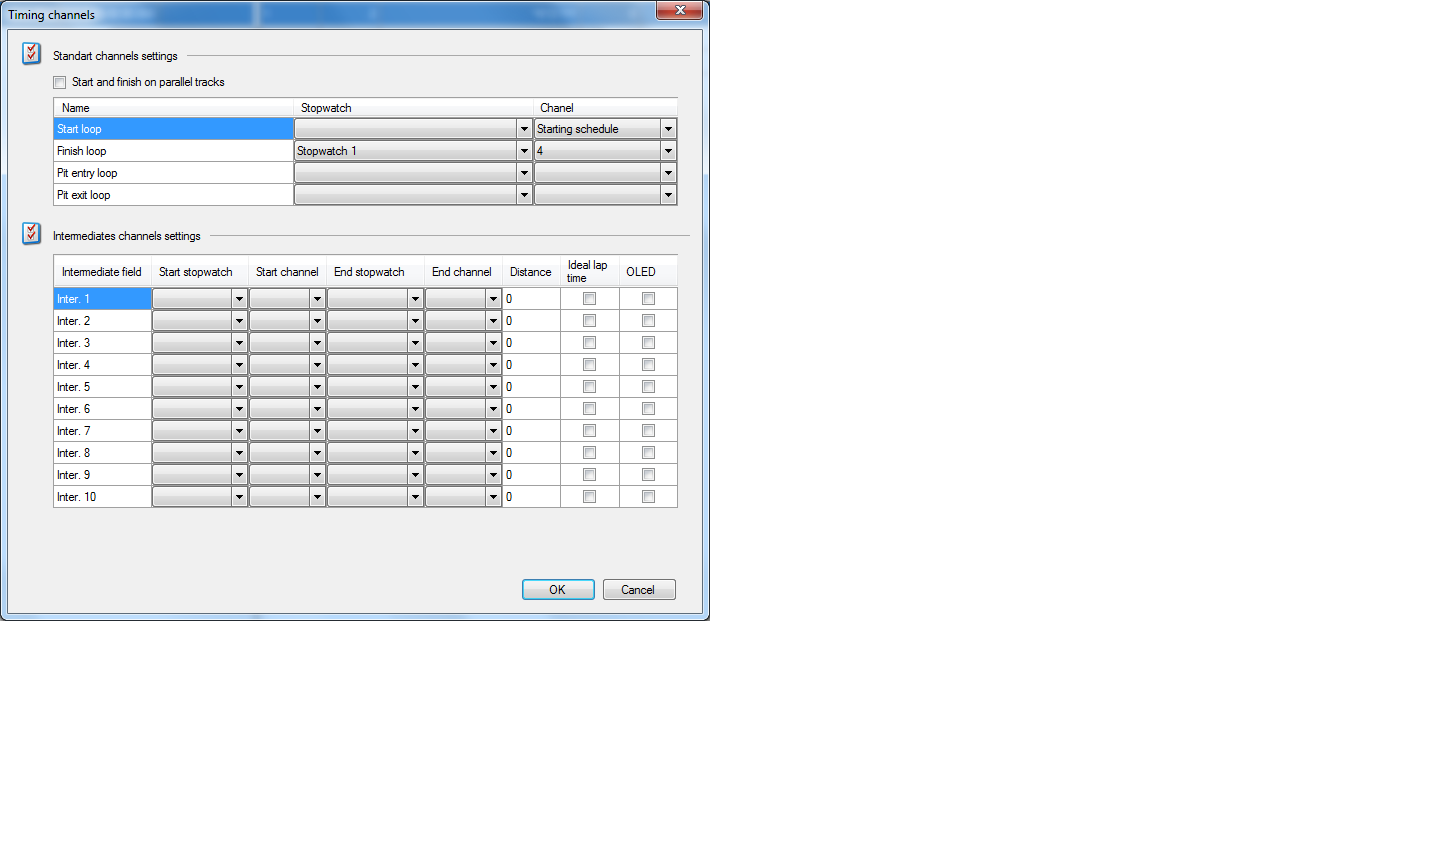 Timing channels
Standart channels settings
Start and finish on parallel tracks
Name Stopwatch Chanel
Start loop Starting schedule
Finish loop Stopwatch 1 4
Pit entry loop
Pit exit loop
Intermediates channels settings
Intermediate field Start stopwatch Start channel End stopwatch End channel Distance Ideal lap time OLED
Inter. 1 0
Inter. 2 0
Inter. 3 0
Inter. 4 0
Inter. 5 0
Inter. 6 0
Inter. 7 0
Inter. 8 0
Inter. 9 0
Inter. 10 0
OK Cancel